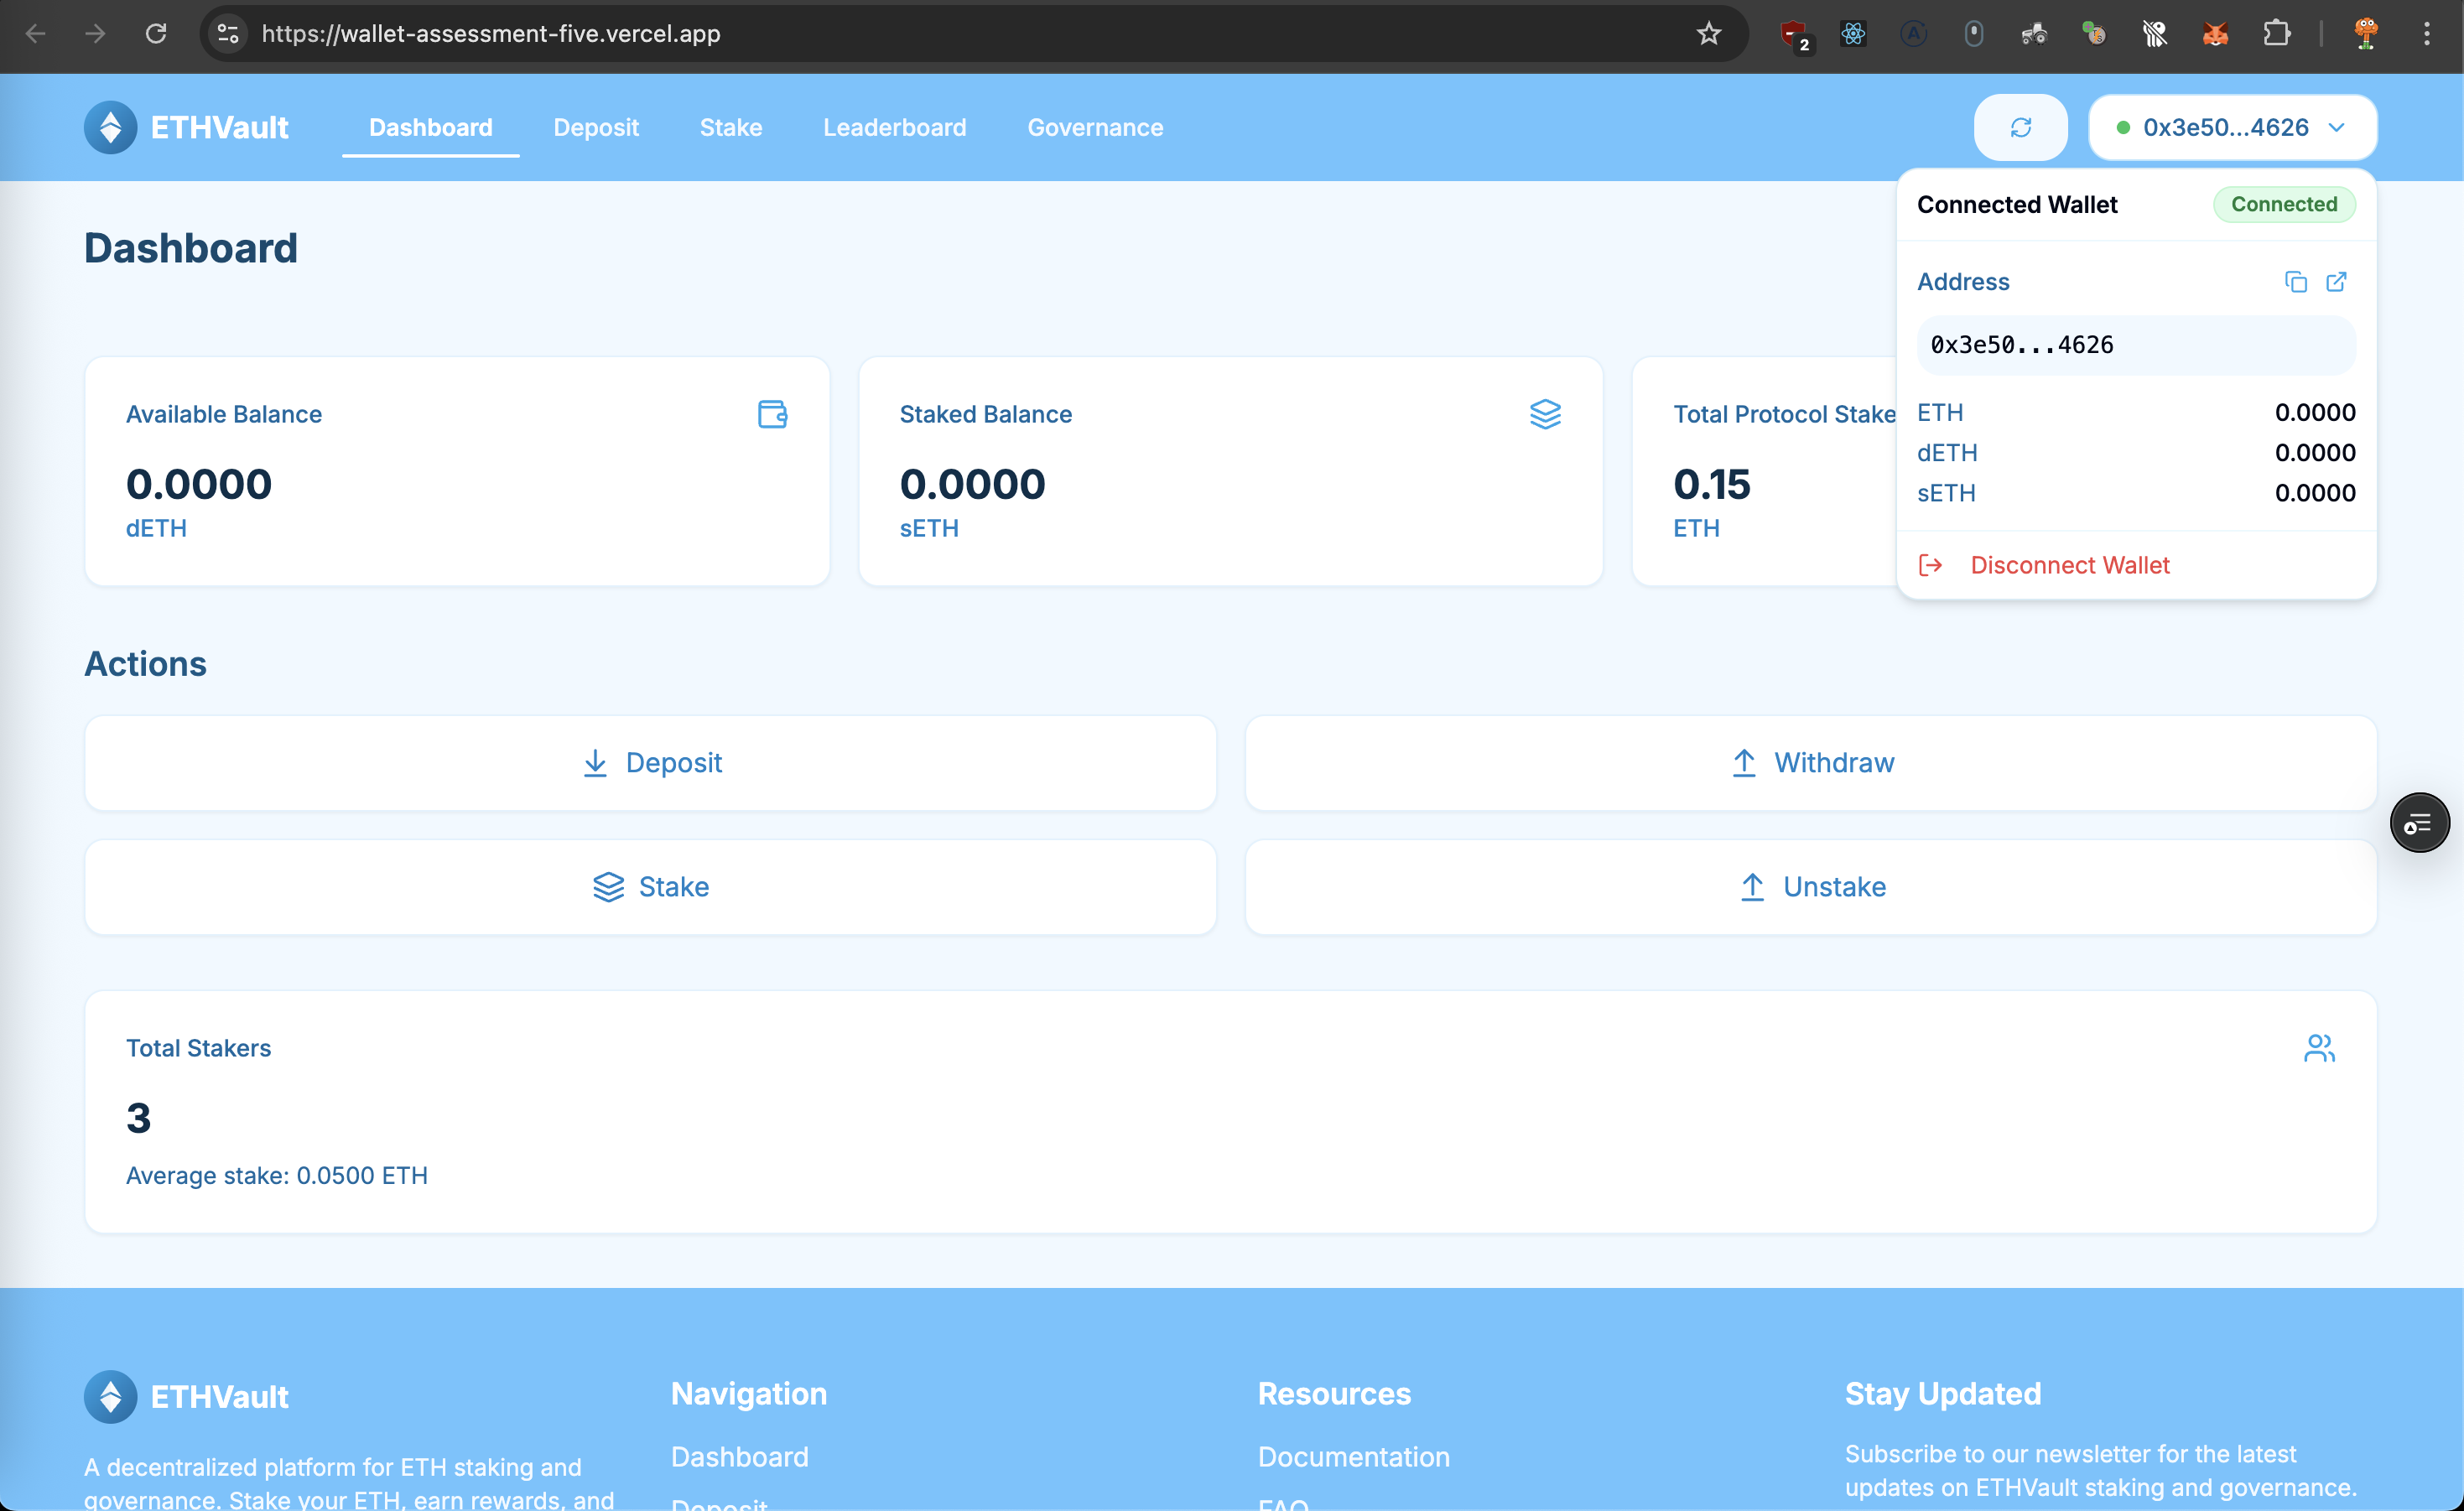 https://wallet-assessment-five.vercel.app
2
ETHVault
Dashboard
Deposit
Stake
Leaderboard
Governance
0x3e50...4626
Connected Wallet
Connected
Address
0x3e50...4626
ETH 0.0000
dETH 0.0000
sETH 0.0000
Disconnect Wallet
Dashboard
Available Balance
0.0000
dETH
Staked Balance
0.0000
sETH
Total Protocol Stake
0.15
ETH
Actions
Deposit
Withdraw
Stake
Unstake
Total Stakers
3
Average stake: 0.0500 ETH
ETHVault
A decentralized platform for ETH staking and
governance. Stake your ETH, earn rewards, and
Navigation
Dashboard
Deposit
Resources
Documentation
FAQ
Stay Updated
Subscribe to our newsletter for the latest
updates on ETHVault staking and governance.